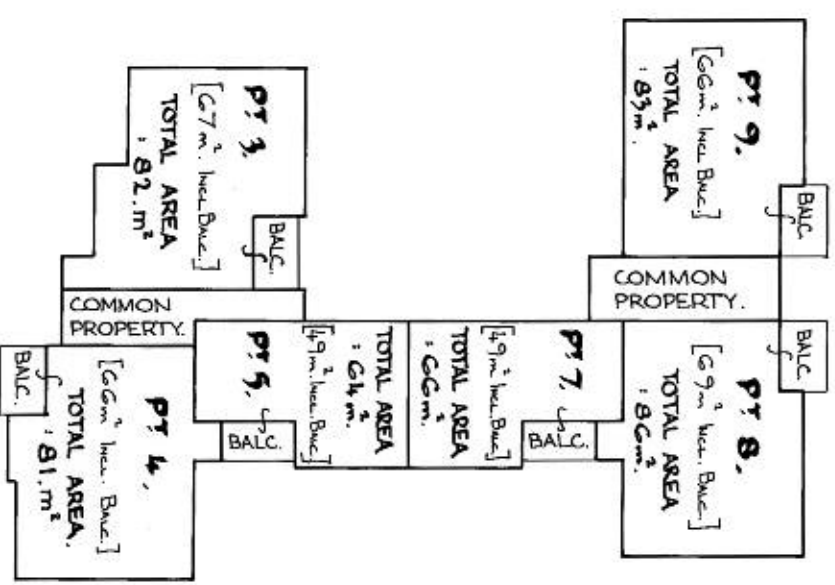 PT 3.
[67m². INCL BALC.]
TOTAL AREA
: 82.m²
BALC.
COMMON
PROPERTY.
BALC.
PT 4.
[66m² INCL. BALC.]
TOTAL AREA.
: 81.m²
PT 5.
BALC.
TOTAL AREA
: 64m².
[49m². INCL. BALC.]
PT 7.
[49m² INCL BALC]
TOTAL AREA
: 66m².
BALC.
PT 9.
[66m². INCL BALC.]
TOTAL AREA
: 83m².
BALC
COMMON
PROPERTY.
BALC.
PT 8.
[69m² INCL. BALC.]
TOTAL AREA
: 86m².